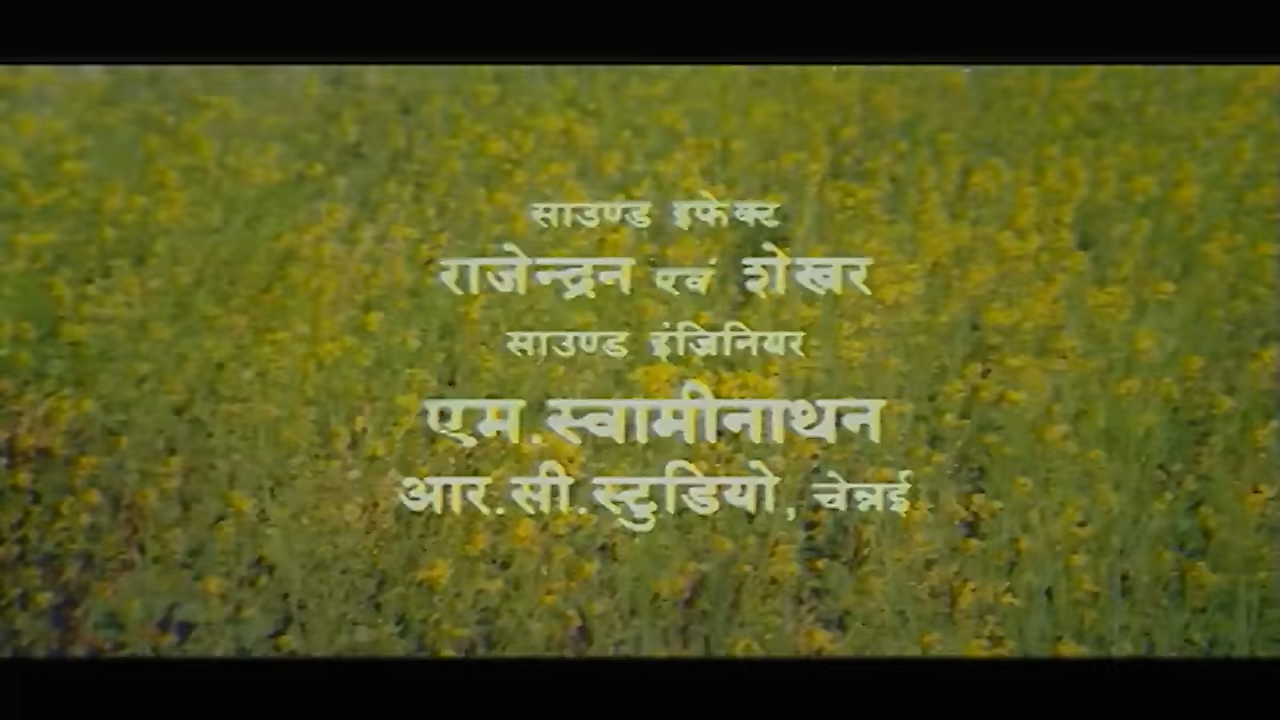 साउण्ड इफेक्ट
राजेन्द्रन एवं शेखर
साउण्ड इंजिनियर
एम.स्वामीनाथन
आर.सी.स्टुडियो, चेन्नई